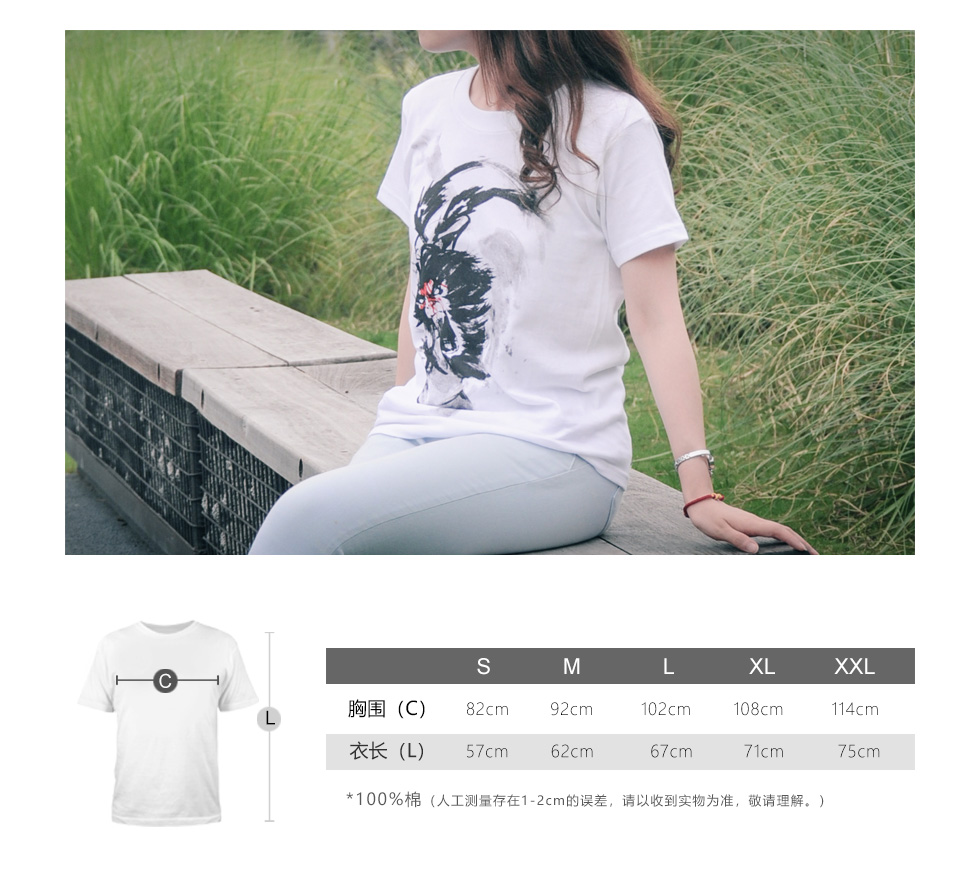 C
L
S M L XL XXL
胸围（C） 82cm 92cm 102cm 108cm 114cm
衣长（L） 57cm 62cm 67cm 71cm 75cm
*100%棉（人工测量存在1-2cm的误差，请以收到实物为准，敬请理解。）